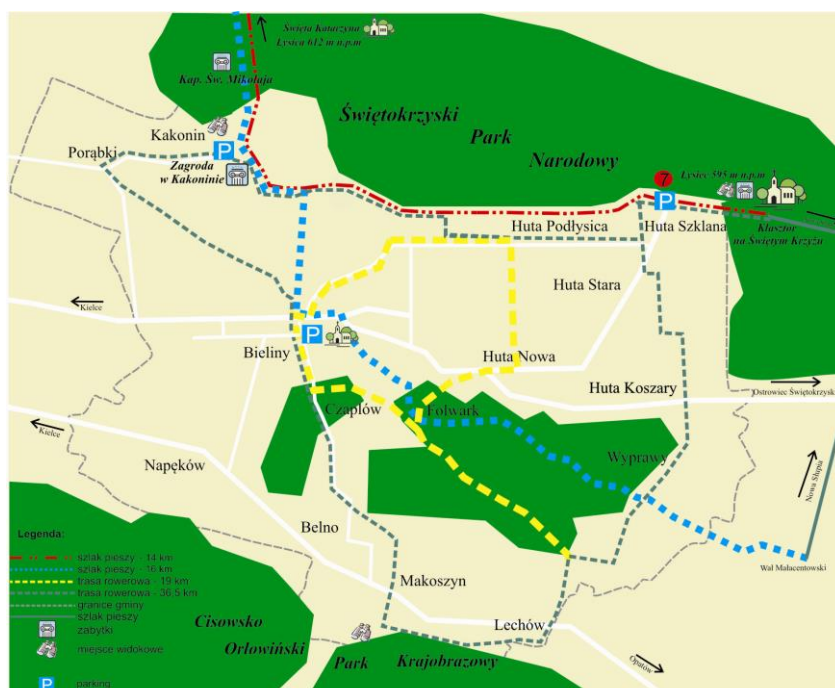 Święta Katarzyna
Łysica 612 m n.p.m
Kap. Św. Mikołaja
Świętokrzyski
Park
Narodowy
Kakonin
Porąbki
P
Zagroda
w Kakoninie
7
Łysiec 595 m n.p.m
P
Huta Podłysica
Huta Szklana
Klasztor
na Świętym Krzyżu
Huta Stara
Kielce
P
Bieliny
Huta Nowa
Huta Koszary
Ostrowiec Świętokrzysk
Czaplów
Folwark
Kielce
Napęków
Wyprawy
Nowa Słupia
Belno
Wał Małacentowski
Makoszyn
Lechów
Opatów
Legenda:
szlak pieszy - 14 km
szlak pieszy - 16 km
trasa rowerowa - 19 km
trasa rowerowa - 36.5 km
granice gminy
szlak pieszy
zabytki
miejsce widokowe
P parking
Cisowsko
Orłowiński
Park
Krajobrazowy